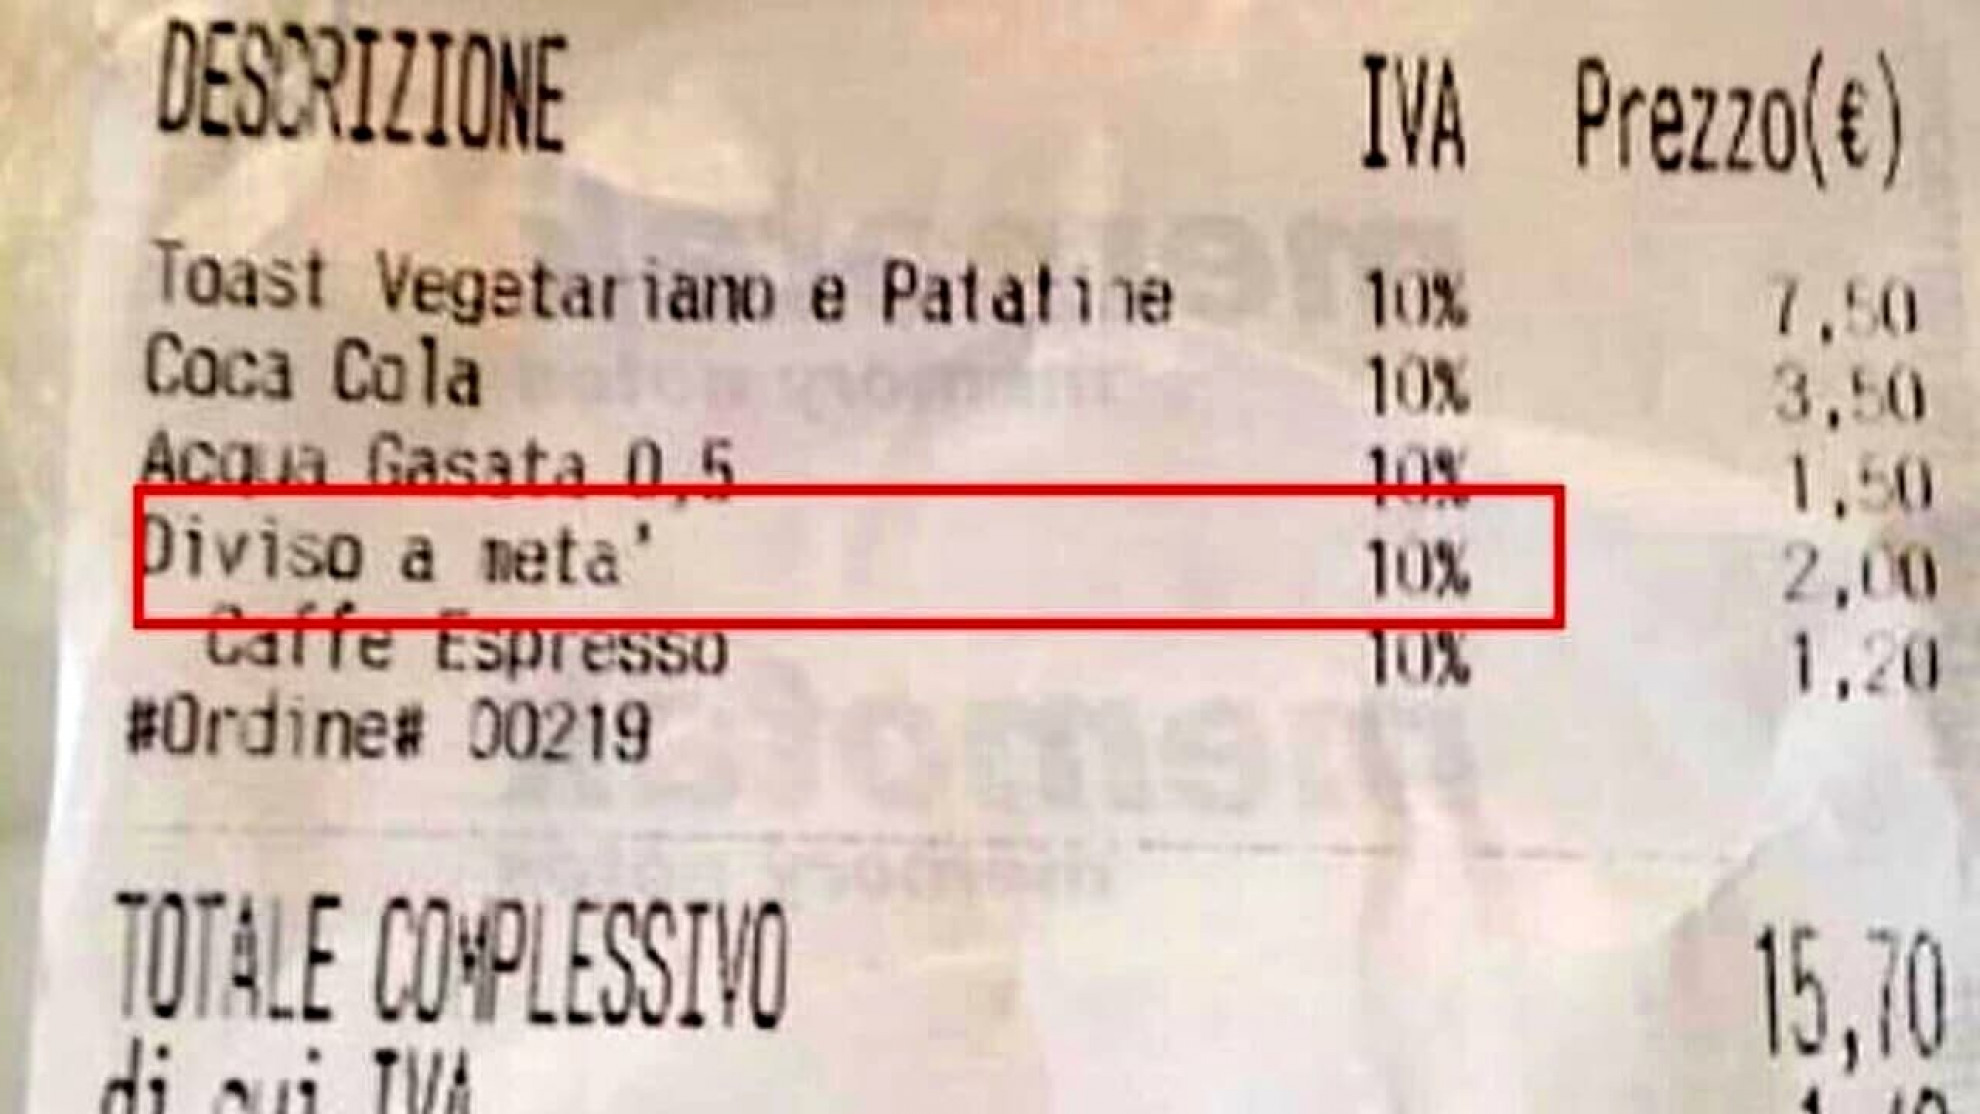 DESCRIZIONE IVA Prezzo(€)
Toast Vegetariano e Patatine 10% 7,50
Coca Cola 10% 3,50
Acqua Gasata 0,5 10% 1,50
Diviso a meta' 10% 2,00
Caffe Espresso 10% 1,20
#Ordine# 00219
TOTALE COMPLESSIVO 15,70
di cui IVA